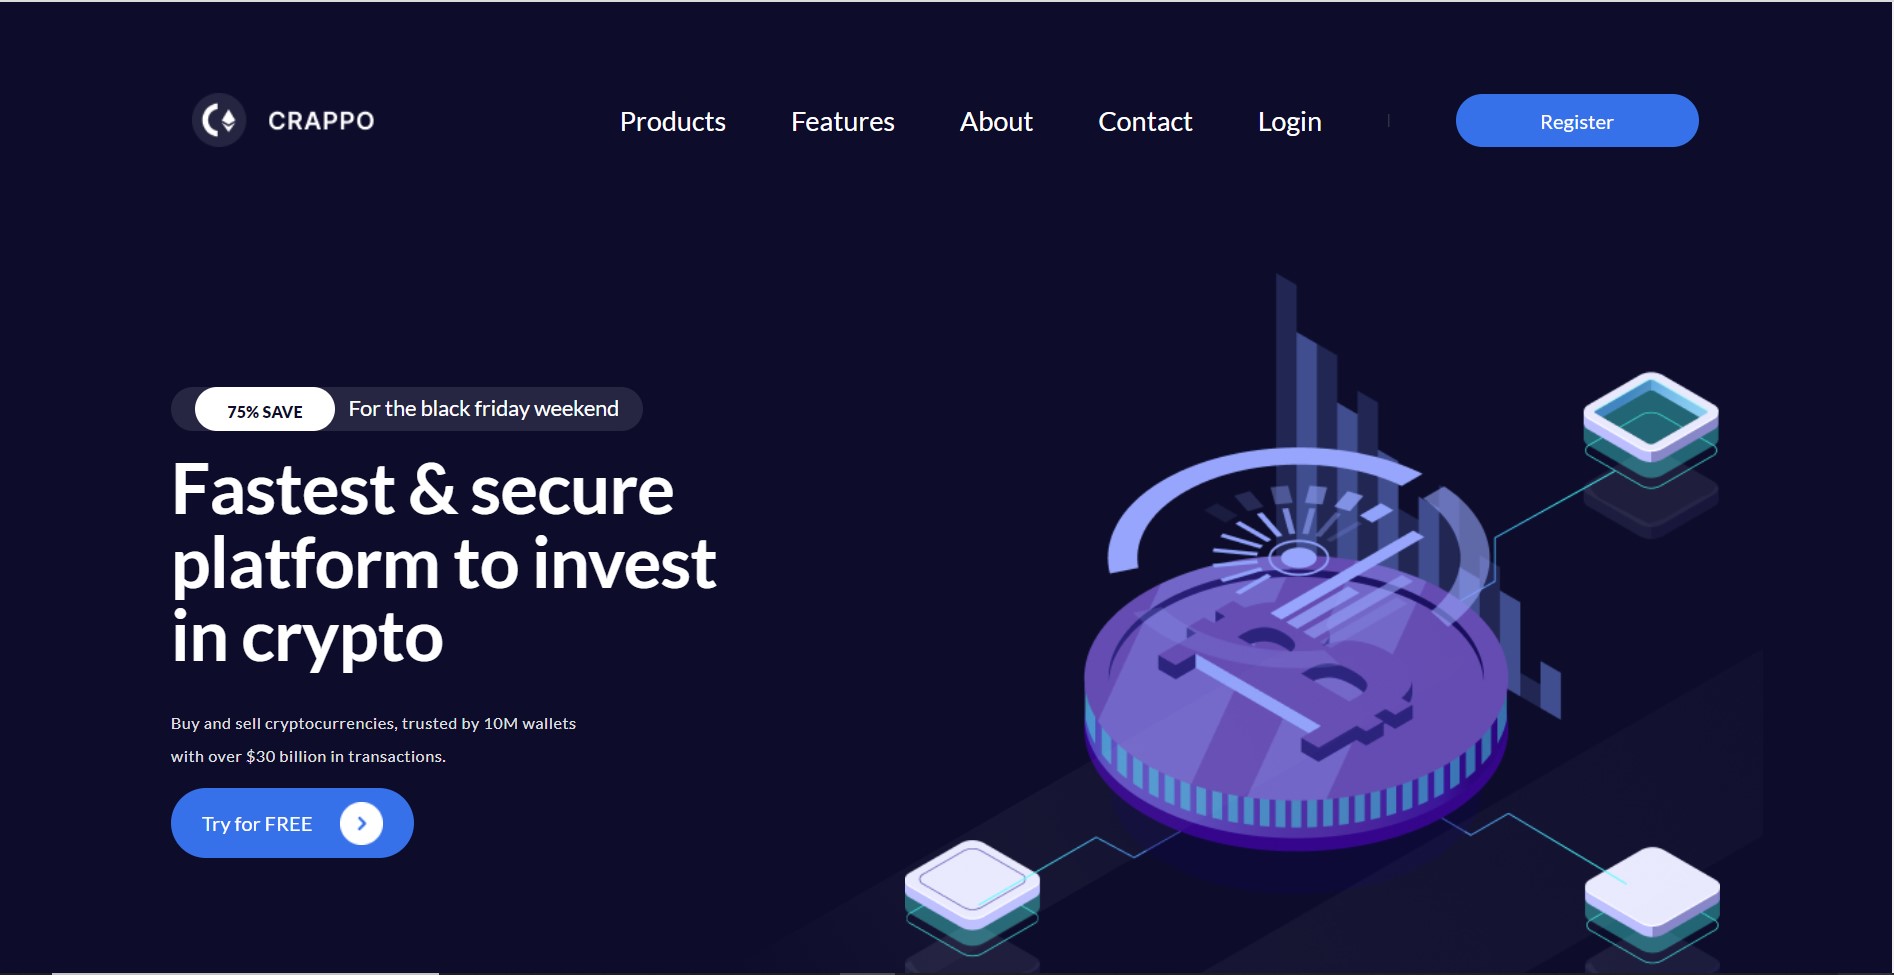 CRAPPO
Products Features About Contact Login Register
75% SAVE For the black friday weekend
Fastest & secure
platform to invest
in crypto
Buy and sell cryptocurrencies, trusted by 10M wallets
with over $30 billion in transactions.
Try for FREE